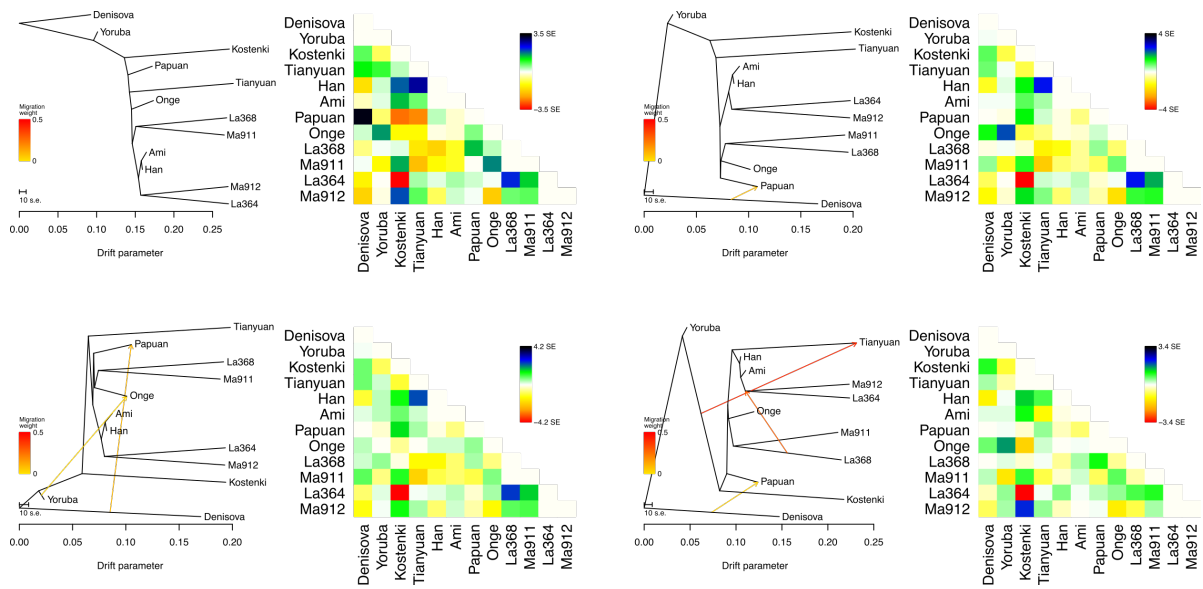 Denisova
Yoruba
Kostenki
Papuan
Tianyuan
Onge
La368
Ma911
Ami
Han
Ma912
La364
Migration
weight
0.5
0
10 s.e.
0.00 0.05 0.10 0.15 0.20 0.25
Drift parameter
Denisova
Yoruba
Kostenki
Tianyuan
Han
Ami
Papuan
Onge
La368
Ma911
La364
Ma912
3.5 SE
−3.5 SE
Denisova Yoruba Kostenki Tianyuan Han Ami Papuan Onge La368 Ma911 La364 Ma912
Yoruba
Kostenki
Tianyuan
Ami
Han
La364
Ma912
Ma911
La368
Onge
Papuan
Denisova
Migration
weight
0.5
0
10 s.e.
0.00 0.05 0.10 0.15 0.20
Drift parameter
Denisova
Yoruba
Kostenki
Tianyuan
Han
Ami
Papuan
Onge
La368
Ma911
La364
Ma912
4 SE
−4 SE
Denisova Yoruba Kostenki Tianyuan Han Ami Papuan Onge La368 Ma911 La364 Ma912
Tianyuan
Papuan
La368
Ma911
Onge
Ami
Han
La364
Ma912
Kostenki
Yoruba
Denisova
Migration
weight
0.5
0
10 s.e.
0.00 0.05 0.10 0.15 0.20
Drift parameter
Denisova
Yoruba
Kostenki
Tianyuan
Han
Ami
Papuan
Onge
La368
Ma911
La364
Ma912
4.2 SE
−4.2 SE
Denisova Yoruba Kostenki Tianyuan Han Ami Papuan Onge La368 Ma911 La364 Ma912
Yoruba
Tianyuan
Han
Ami
Ma912
La364
Onge
Ma911
La368
Papuan
Kostenki
Denisova
Migration
weight
0.5
0
10 s.e.
0.00 0.05 0.10 0.15 0.20 0.25
Drift parameter
Denisova
Yoruba
Kostenki
Tianyuan
Han
Ami
Papuan
Onge
La368
Ma911
La364
Ma912
3.4 SE
−3.4 SE
Denisova Yoruba Kostenki Tianyuan Han Ami Papuan Onge La368 Ma911 La364 Ma912